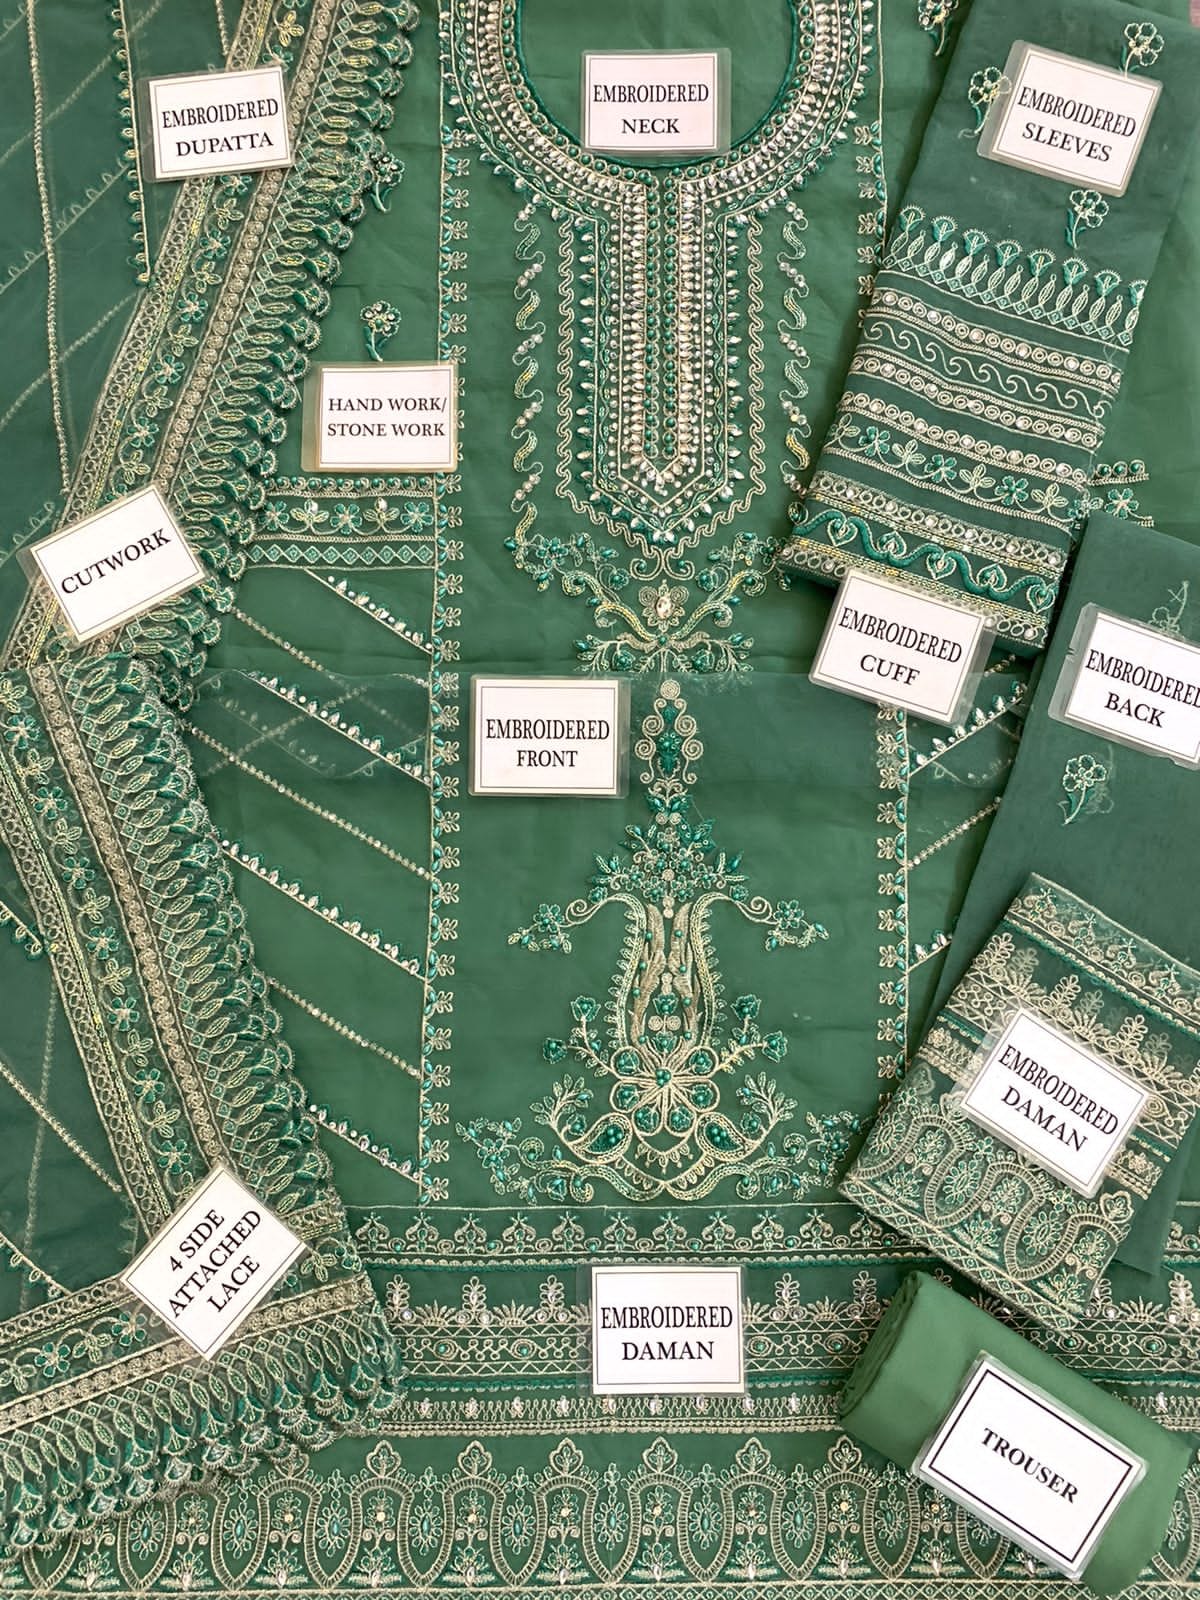 EMBROIDERED
DUPATTA
EMBROIDERED
NECK
EMBROIDERED
SLEEVES
HAND WORK/
STONE WORK
CUTWORK
EMBROIDERED
CUFF
EMBROIDERED
BACK
EMBROIDERED
FRONT
EMBROIDERED
DAMAN
4 SIDE
ATTACHED
LACE
EMBROIDERED
DAMAN
TROUSER